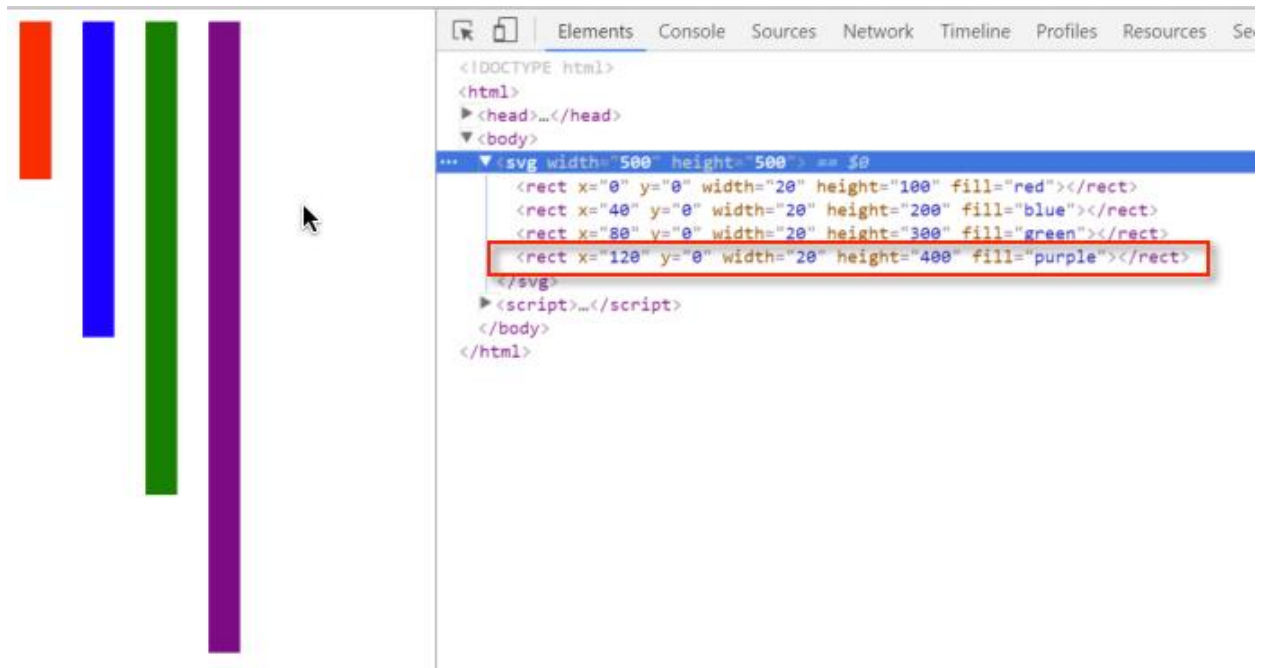 Elements Console Sources Network Timeline Profiles Resources
<!DOCTYPE html>
<html>
<head>…</head>
<body>
<svg width="500" height="500"> == $0
<rect x="0" y="0" width="20" height="100" fill="red"></rect>
<rect x="40" y="0" width="20" height="200" fill="blue"></rect>
<rect x="80" y="0" width="20" height="300" fill="green"></rect>
<rect x="120" y="0" width="20" height="400" fill="purple"></rect>
</svg>
<script>…</script>
</body>
</html>